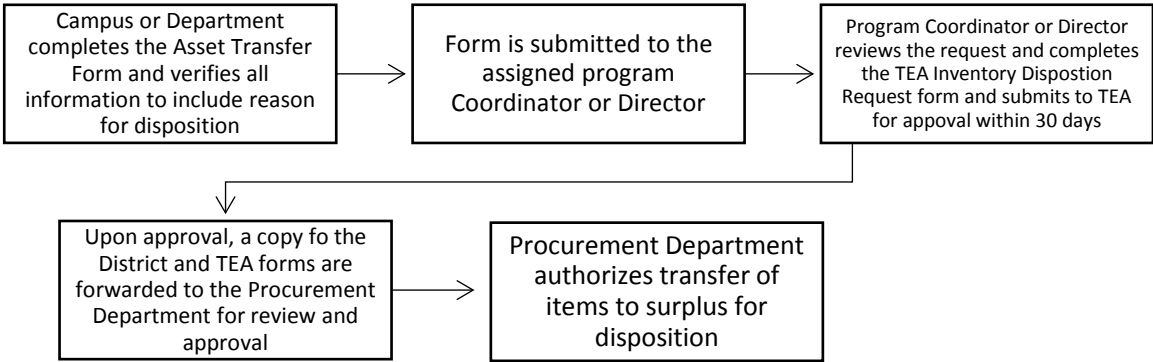 Campus or Department
completes the Asset Transfer
Form and verifies all
information to include reason
for disposition
Form is submitted to the
assigned program
Coordinator or Director
Program Coordinator or Director
reviews the request and completes
the TEA Inventory Dispostion
Request form and submits to TEA
for appoval within 30 days
Upon approval, a copy fo the
District and TEA forms are
forwarded to the Procurement
Department for review and
approval
Procurement Department
authorizes transfer of
items to surplus for
disposition